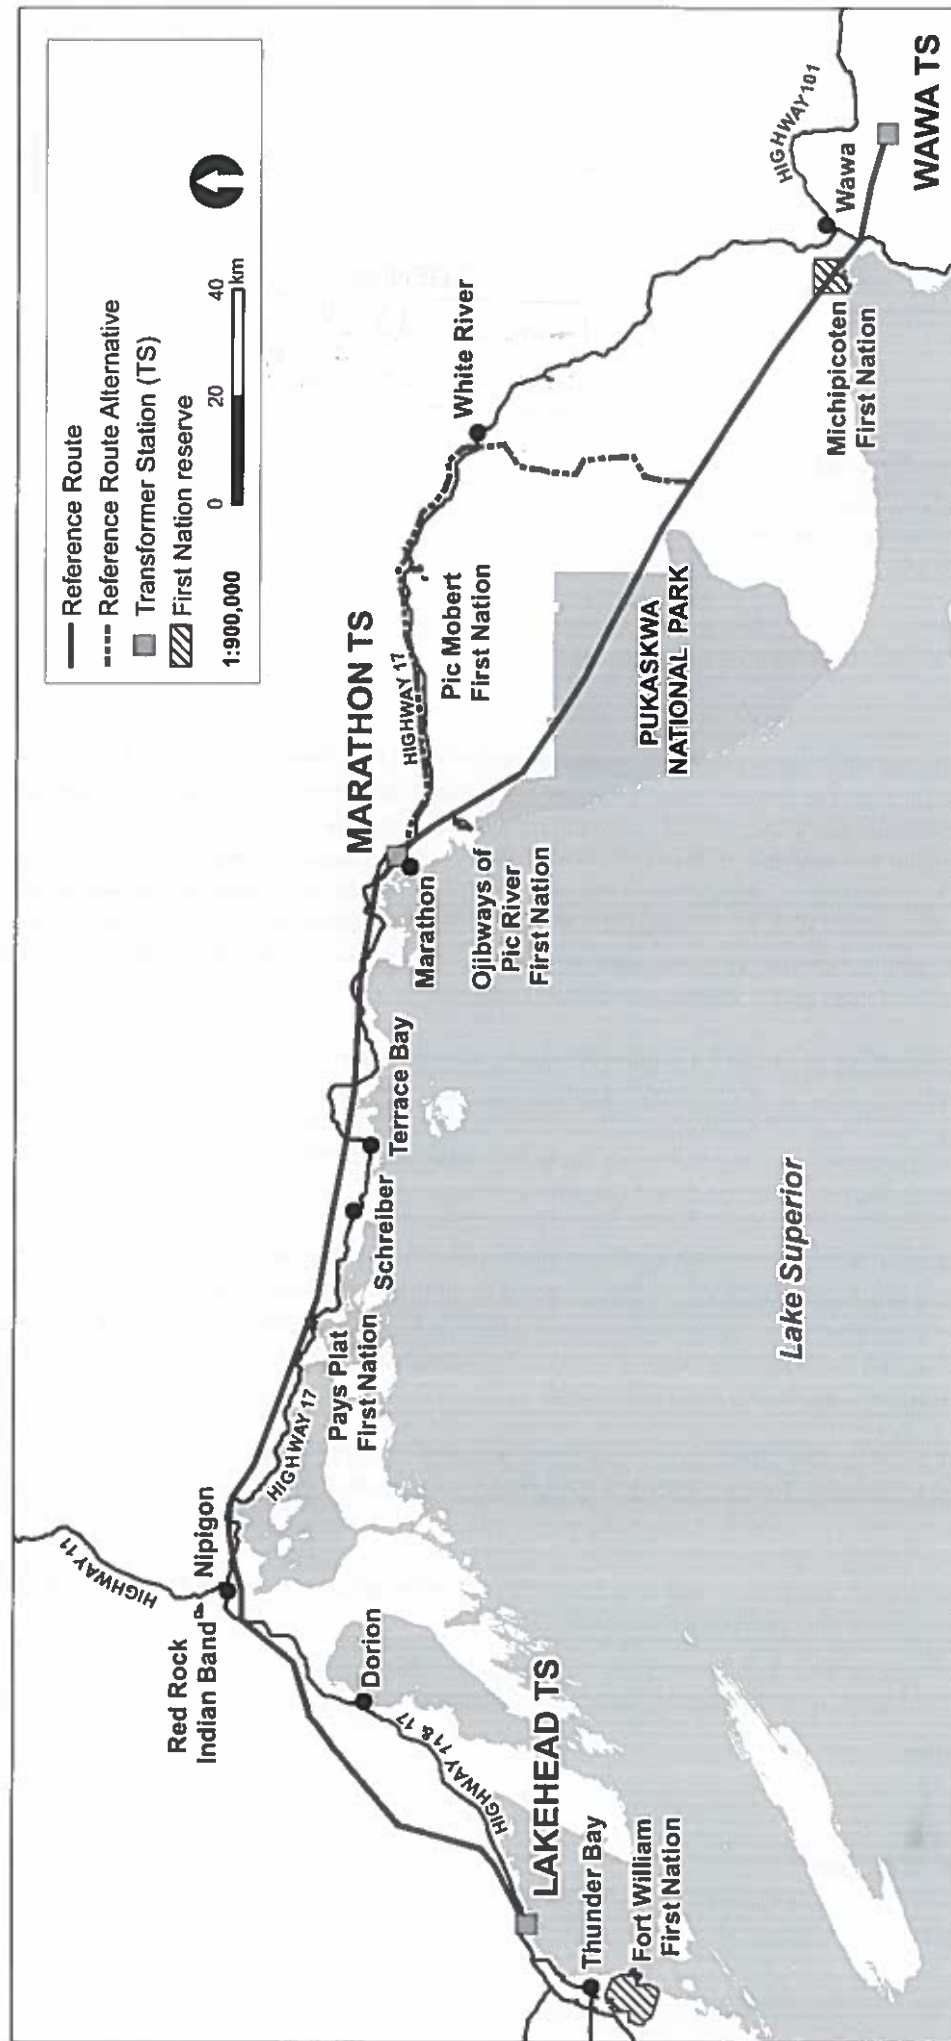 Reference Route
Reference Route Alternative
Transformer Station (TS)
First Nation reserve
1:900,000
0 20 40
km
HIGHWAY 11
Red Rock
Indian Band
Nipigon
HIGHWAY 17
Dorion
HIGHWAY 11 & 17
LAKEHEAD TS
Thunder Bay
Fort William
First Nation
Pays Plat
First Nation
Schreiber
Terrace Bay
MARATHON TS
Marathon
Ojibways of
Pic River
First Nation
HIGHWAY 17
Pic Mobert
First Nation
White River
PUKASKWA
NATIONAL PARK
HIGHWAY 101
Wawa
Michipicoten
First Nation
WAWA TS
Lake Superior